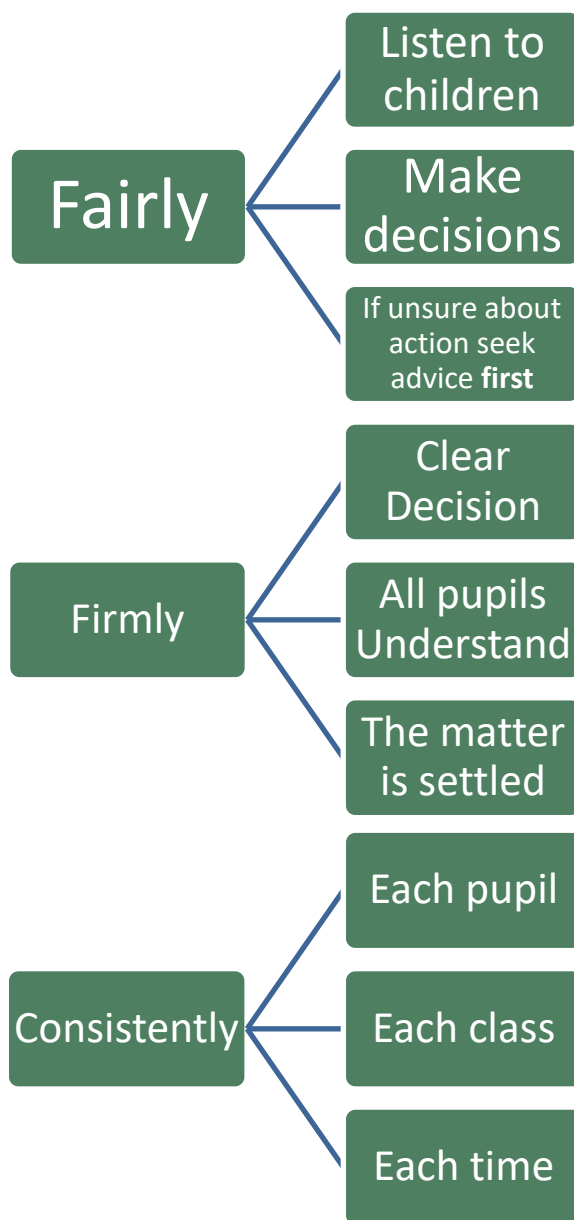 Fairly
Listen to
children
Make
decisions
If unsure about
action seek
advice first
Firmly
Clear
Decision
All pupils
Understand
The matter
is settled
Consistently
Each pupil
Each class
Each time